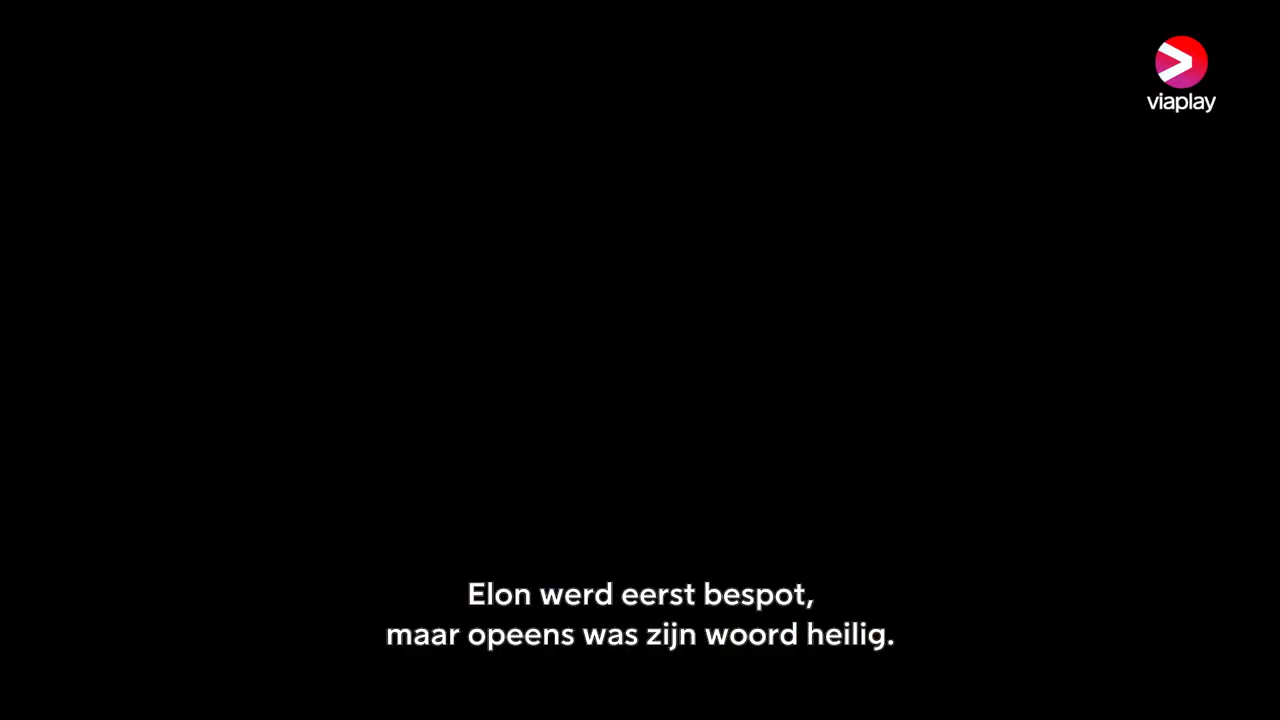 viaplay
Elon werd eerst bespot,
maar opeens was zijn woord heilig.